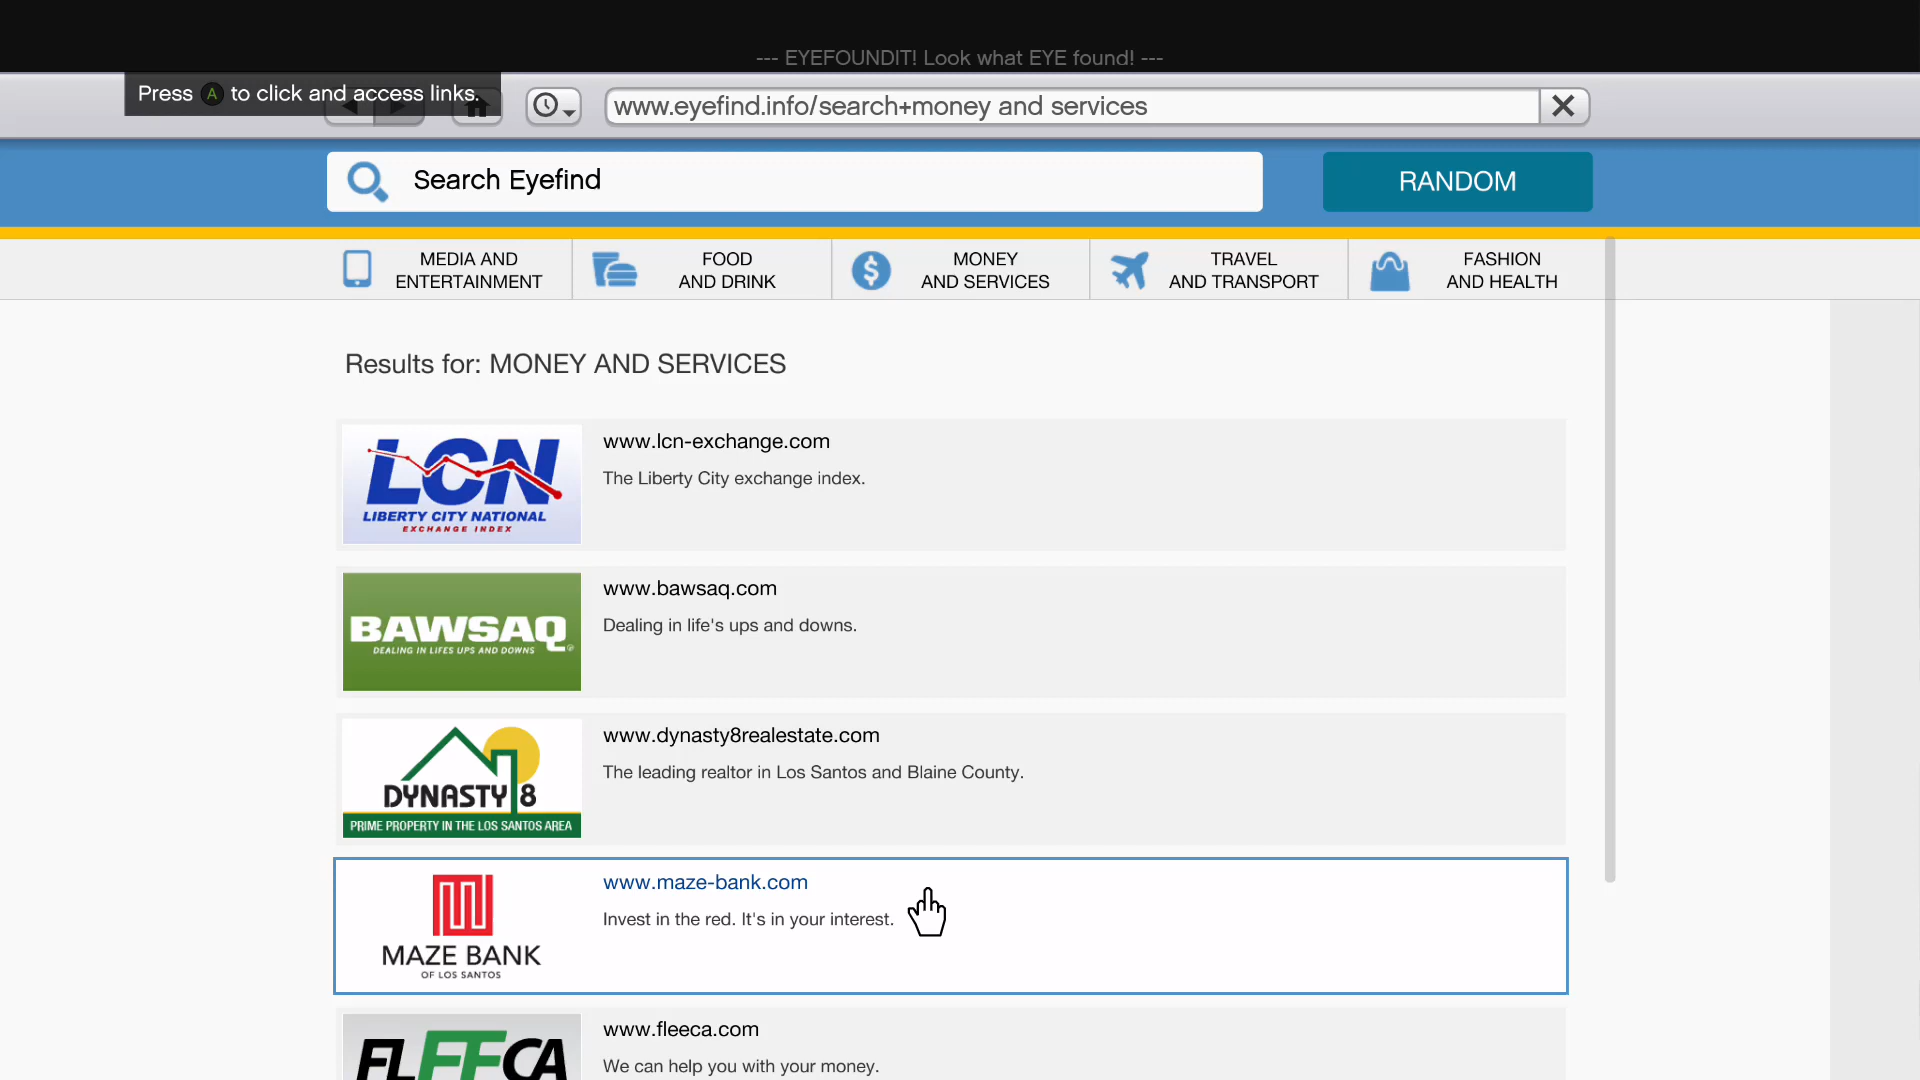 --- EYEFOUNDIT! Look what EYE found! ---
Press A to click and access links.
www.eyefind.info/search+money and services
Search Eyefind
RANDOM
MEDIA AND
ENTERTAINMENT
FOOD
AND DRINK
MONEY
AND SERVICES
TRAVEL
AND TRANSPORT
FASHION
AND HEALTH
Results for: MONEY AND SERVICES
LCN
LIBERTY CITY NATIONAL
EXCHANGE INDEX
www.lcn-exchange.com
The Liberty City exchange index.
BAWSAQ
DEALING IN LIFES UPS AND DOWNS
www.bawsaq.com
Dealing in life's ups and downs.
DYNASTY 8
PRIME PROPERTY IN THE LOS SANTOS AREA
www.dynasty8realestate.com
The leading realtor in Los Santos and Blaine County.
MAZE BANK
OF LOS SANTOS
www.maze-bank.com
Invest in the red. It's in your interest.
FLEECA
www.fleeca.com
We can help you with your money.